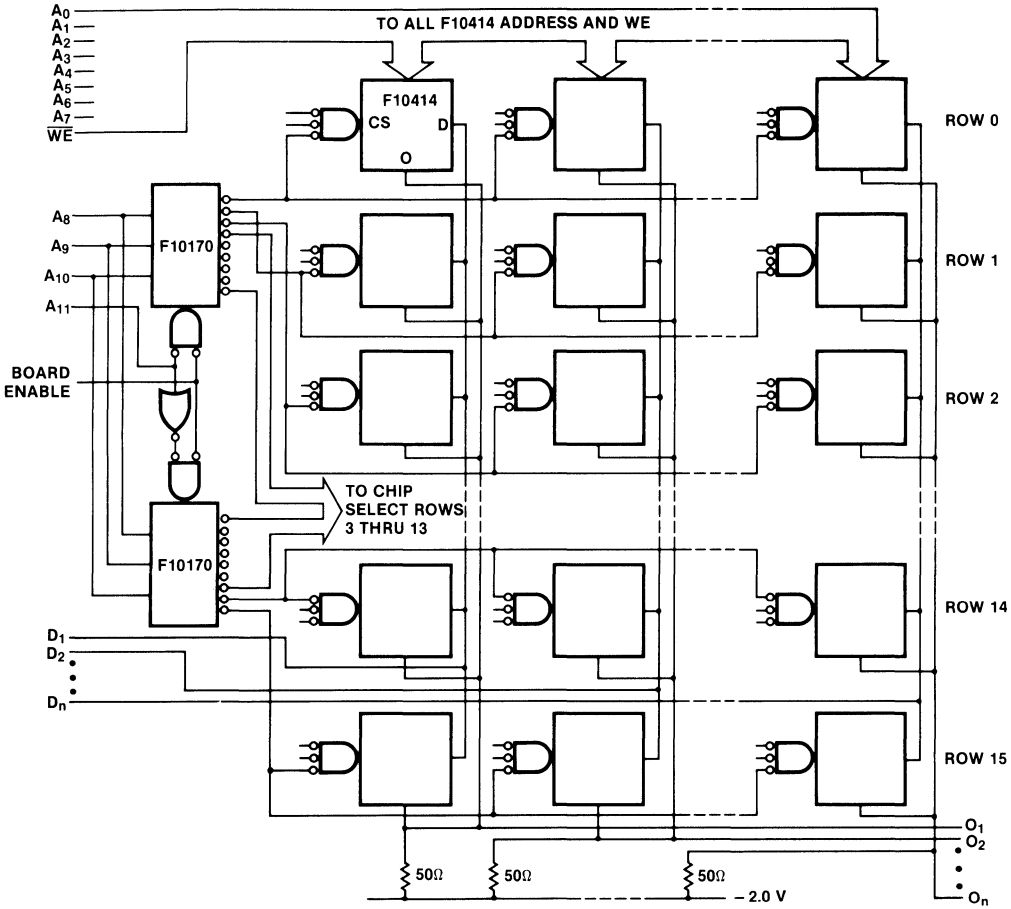 A0
A1
A2
A3
A4
A5
A6
A7
WE
TO ALL F10414 ADDRESS AND WE
F10414
CS
D
O
ROW 0
A8
A9
A10
A11
F10170
ROW 1
BOARD
ENABLE
ROW 2
TO CHIP
SELECT ROWS
3 THRU 13
F10170
ROW 14
D1
D2
Dn
ROW 15
O1
O2
50Ω
50Ω
50Ω
–2.0 V
On